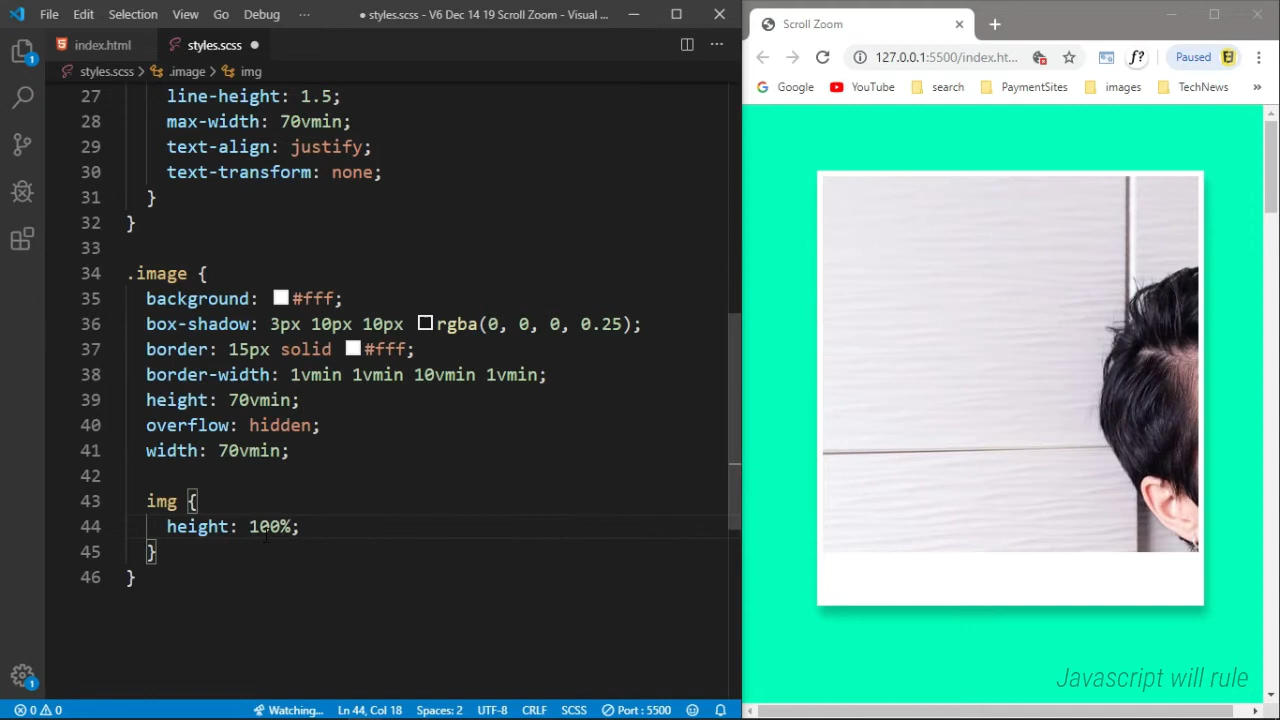 File Edit Selection View Go Debug ··· ● styles.scss - V6 Dec 14 19 Scroll Zoom - Visual ...
index.html styles.scss ●
styles.scss > .image > img
27 line-height: 1.5;
28 max-width: 70vmin;
29 text-align: justify;
30 text-transform: none;
31 }
32 }
33
34 .image {
35 background: #fff;
36 box-shadow: 3px 10px 10px rgba(0, 0, 0, 0.25);
37 border: 15px solid #fff;
38 border-width: 1vmin 1vmin 10vmin 1vmin;
39 height: 70vmin;
40 overflow: hidden;
41 width: 70vmin;
42
43 img {
44 height: 100%;
45 }
46 }
1
1
0 0 Watching... Ln 44, Col 18 Spaces: 2 UTF-8 CRLF SCSS Port : 5500
Scroll Zoom
127.0.0.1:5500/index.ht... f? Paused
Google YouTube search PaymentSites images TechNews »
Javascript will rule